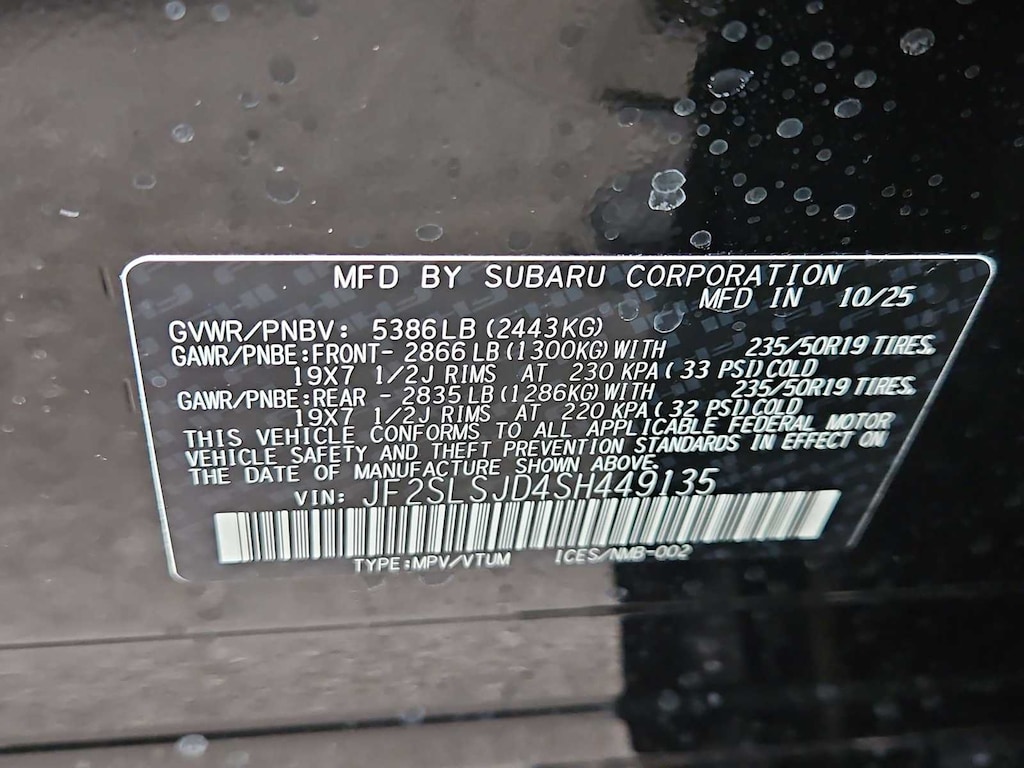 MFD BY SUBARU CORPORATION
MFD IN 10/25
GVWR/PNBV: 5386LB (2443KG)
GAWR/PNBE:FRONT- 2866 LB (1300KG) WITH 235/50R19 TIRES.
19X7 1/2J RIMS AT 230 KPA ( 33 PSI) COLD
GAWR/PNBE:REAR - 2835 LB (1286KG) WITH 235/50R19 TIRES.
19X7 1/2J RIMS AT 220 KPA ( 32 PSI) COLD
THIS VEHICLE CONFORMS TO ALL APPLICABLE FEDERAL MOTOR
VEHICLE SAFETY AND THEFT PREVENTION STANDARDS IN EFFECT ON
THE DATE OF MANUFACTURE SHOWN ABOVE.
VIN: JF2SLSJD4SH449135
TYPE:MPV/VTUM ICES/NMB-002